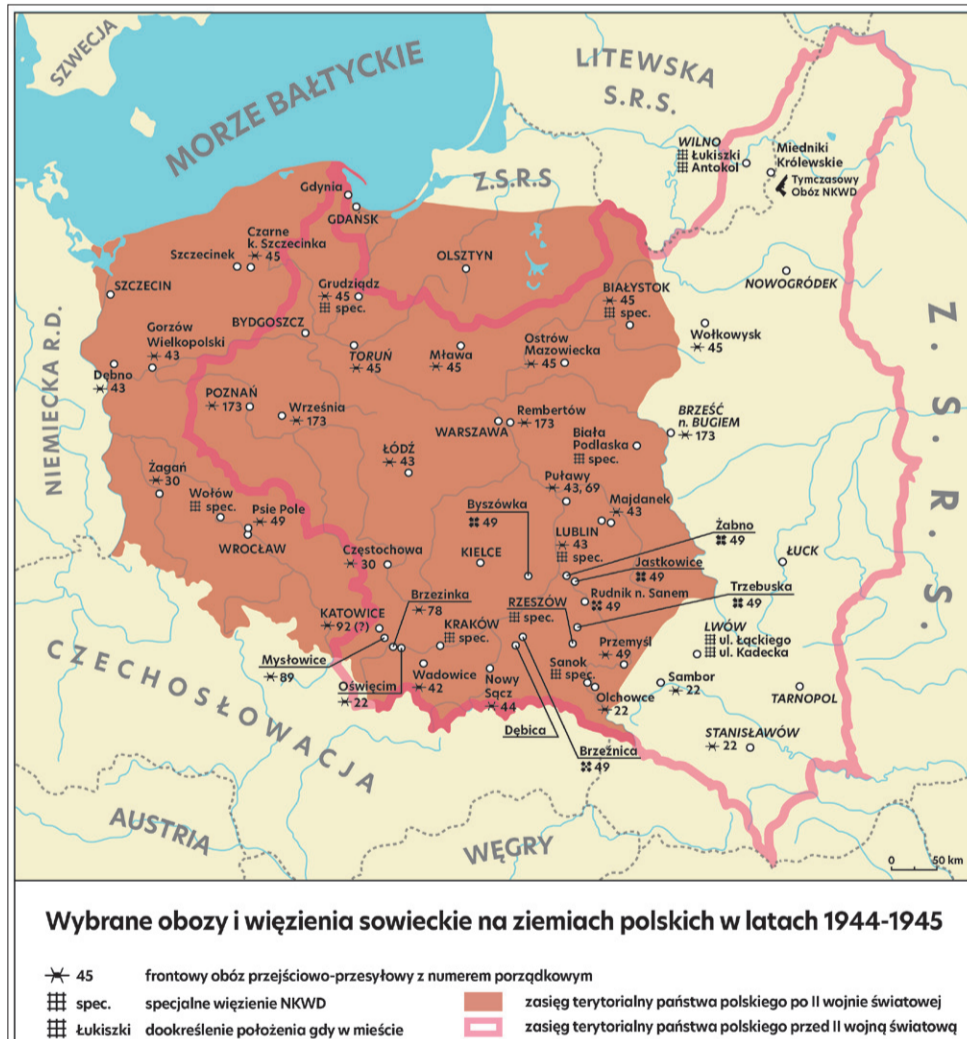 SZWECJA
MORZE BAŁTYCKIE
LITEWSKA
S.R.S.
WILNO
Łukiszki
Antokol
Miedniki
Królewskie
Tymczasowy
Obóz NKWD
Z.S.R.S
Gdynia
GDAŃSK
Czarne
k. Szczecinka
45
Szczecinek
OLSZTYN
NOWOGRÓDEK
SZCZECIN
Grudziądz
45
spec.
BIAŁYSTOK
45
spec.
BYDGOSZCZ
Gorzów
Wielkopolski
43
TORUŃ
45
Mława
45
Ostrów
Mazowiecka
45
Wołkowysk
45
Z. S. R. S.
NIEMIECKA R.D.
Dębno
43
POZNAŃ
173
Września
173
Rembertów
173
WARSZAWA
BRZEŚĆ
n. BUGIEM
173
Biała
Podlaska
spec.
ŁÓDŹ
43
Żagań
30
Wołów
spec.
Psie Pole
49
WROCŁAW
Puławy
43, 69
Majdanek
43
Byszówka
49
LUBLIN
43
spec.
Żabno
49
Częstochowa
30
KIELCE
Jastkowice
49
ŁUCK
Brzezinka
78
Rudnik n. Sanem
49
Trzebuska
49
KATOWICE
92 (?)
KRAKÓW
spec.
RZESZÓW
spec.
Przemyśl
49
LWÓW
ul. Łąckiego
ul. Kadecka
Mysłowice
89
Wadowice
42
Sanok
spec.
Sambor
22
Oświęcim
22
Nowy
Sącz
44
Olchowce
22
TARNOPOL
CZECHOSŁOWACJA
Dębica
STANISŁAWÓW
22
Brzeźnica
49
AUSTRIA
WĘGRY
0 50 km
Wybrane obozy i więzienia sowieckie na ziemiach polskich w latach 1944-1945
45 frontowy obóz przejściowo-przesyłowy z numerem porządkowym
spec. specjalne więzienie NKWD
zasięg terytorialny państwa polskiego po II wojnie światowej
Łukiszki dookreślenie położenia gdy w mieście
zasięg terytorialny państwa polskiego przed II wojną światową